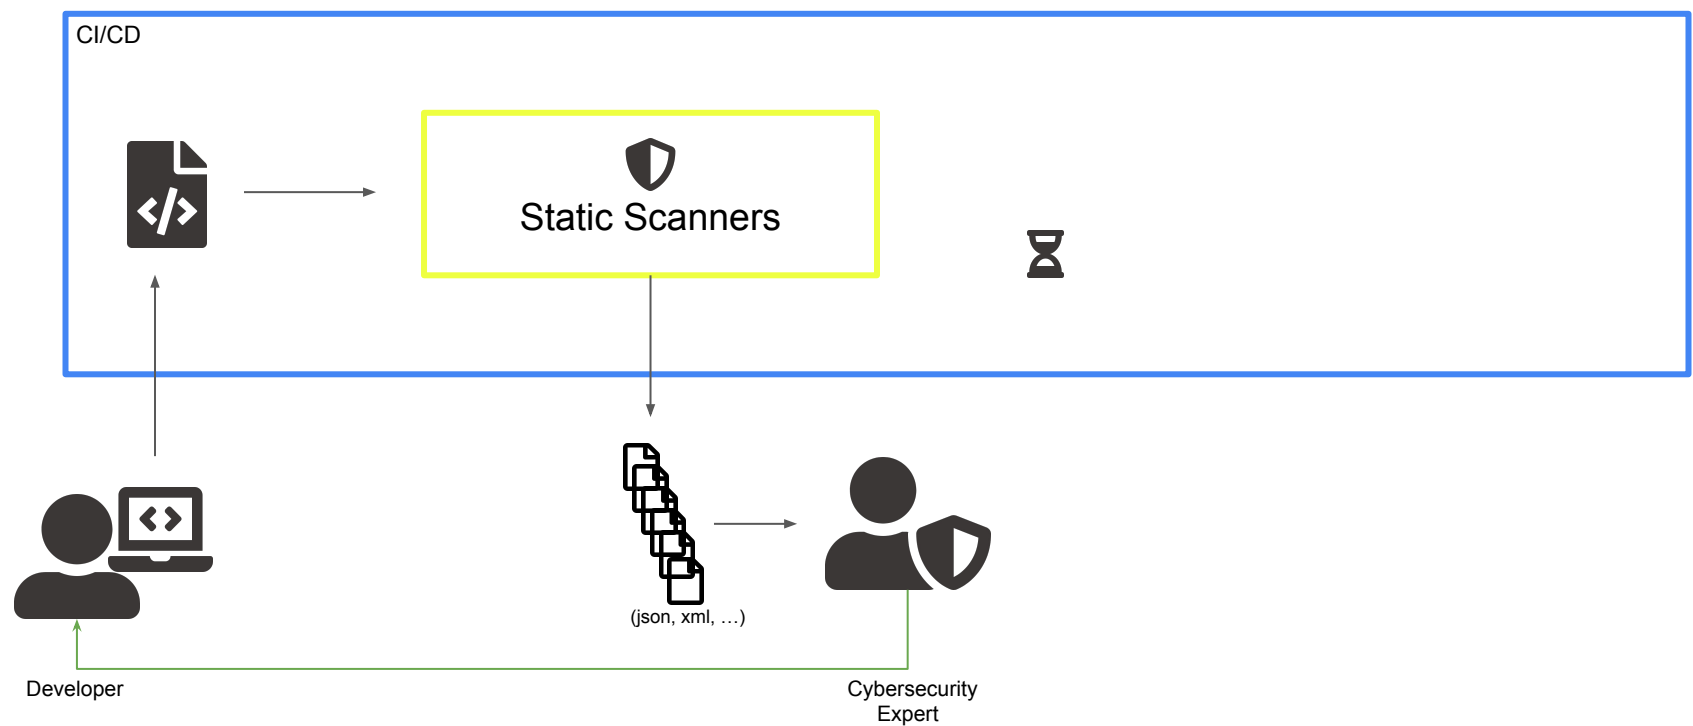 CI/CD
</>
Static Scanners
(json, xml, …)
Developer
Cybersecurity
Expert